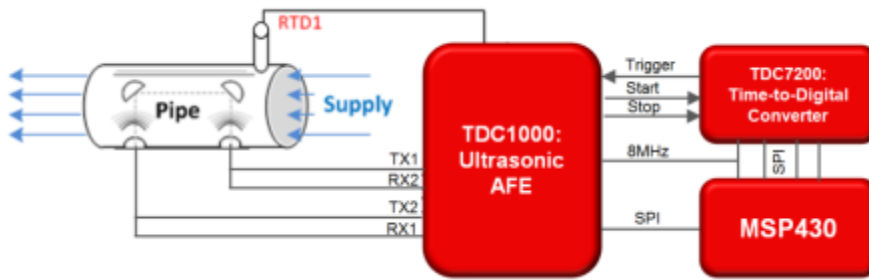 RTD1
Pipe
Supply
TX1
RX2
TX2
RX1
TDC1000:
Ultrasonic
AFE
Trigger
Start
Stop
8MHz
SPI
TDC7200:
Time-to-Digital
Converter
SPI
MSP430